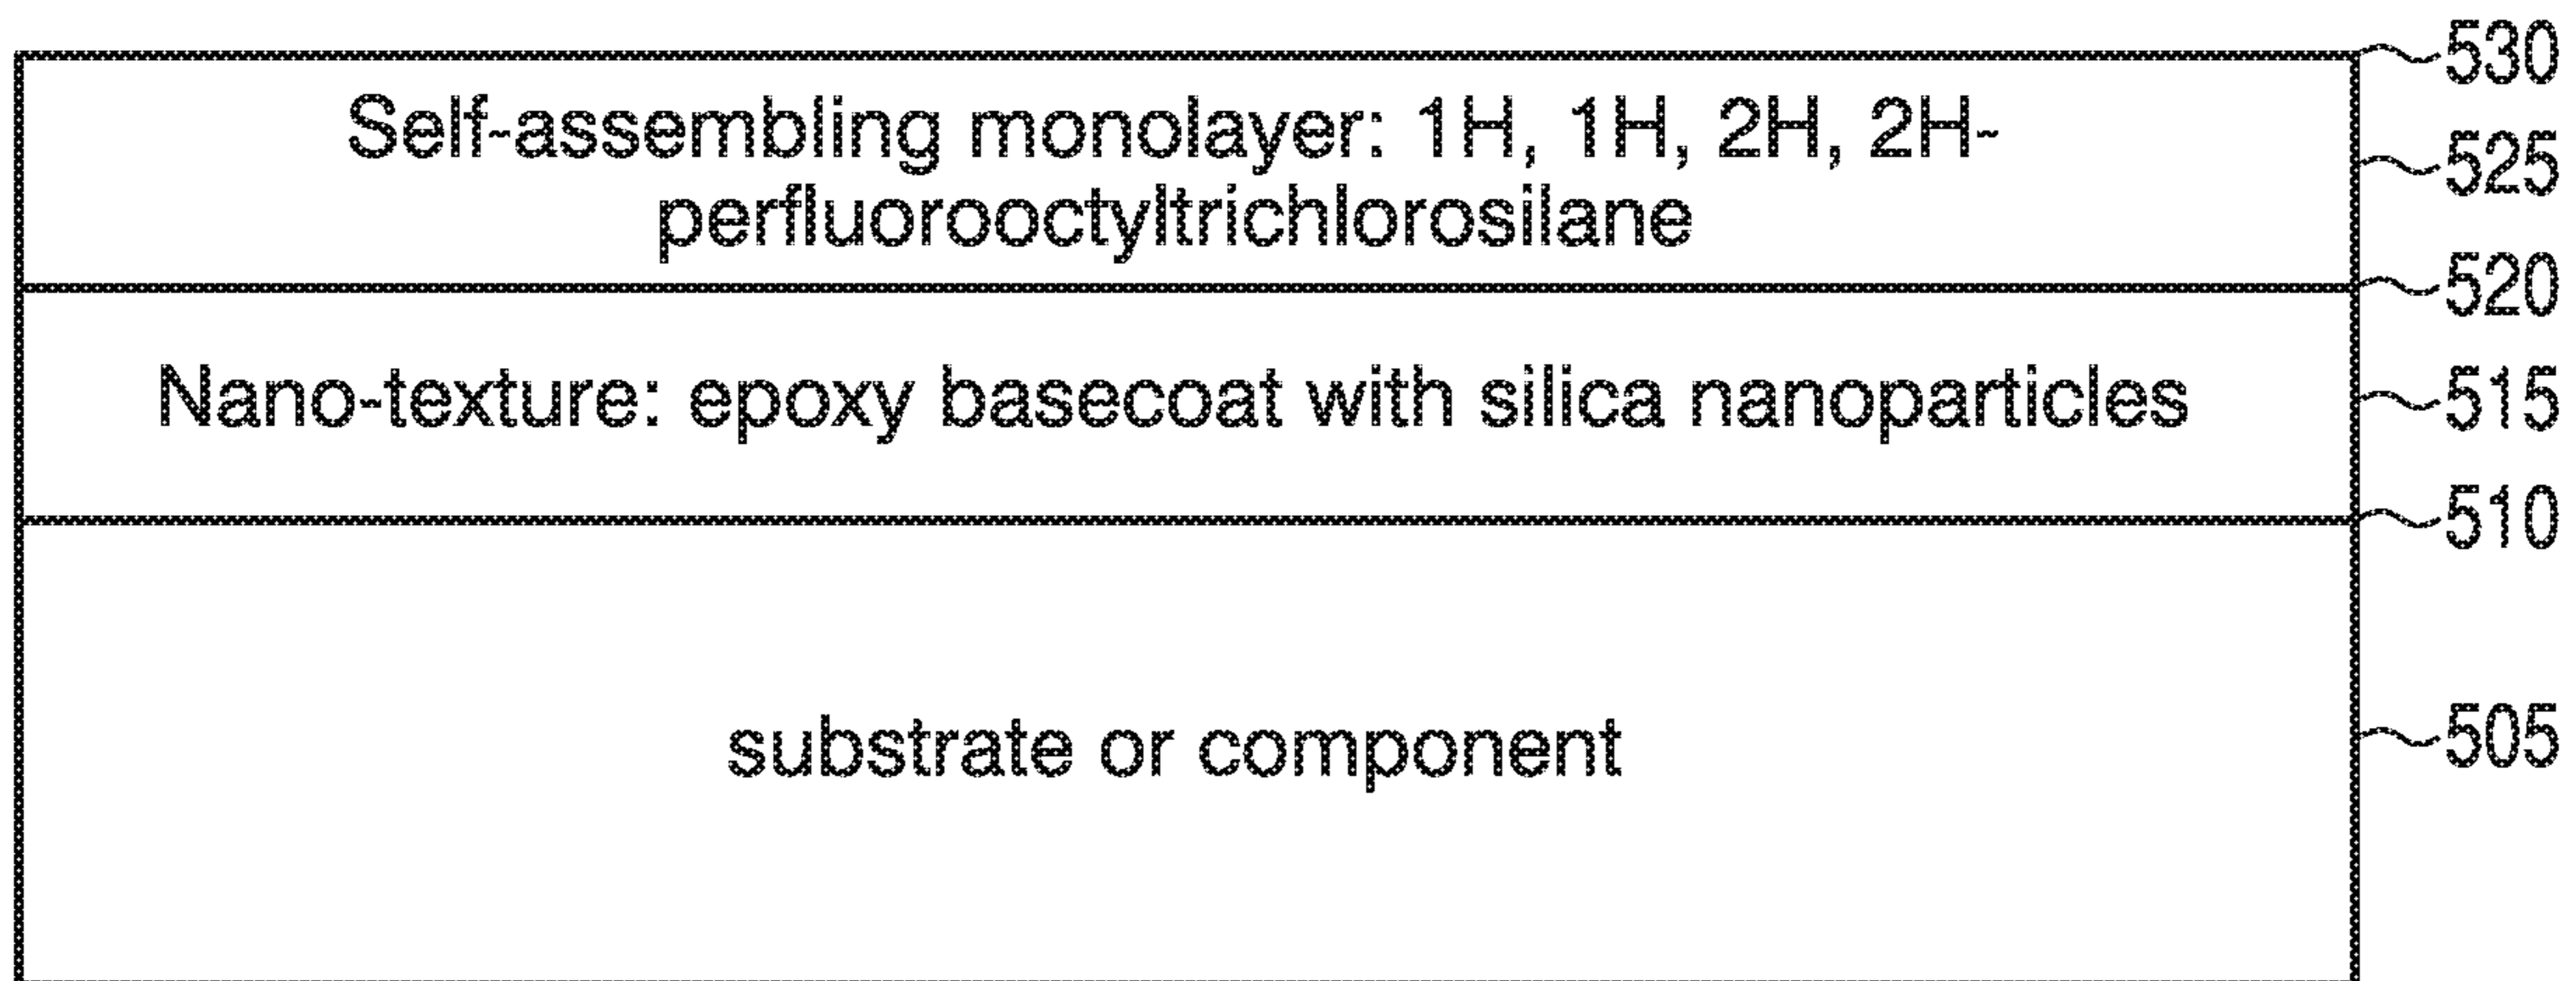 530
Self-assembling monolayer: 1H, 1H, 2H, 2H-
525
perfluorooctyltrichlorosilane
520
Nano-texture: epoxy basecoat with silica nanoparticles
515
510
substrate or component
505